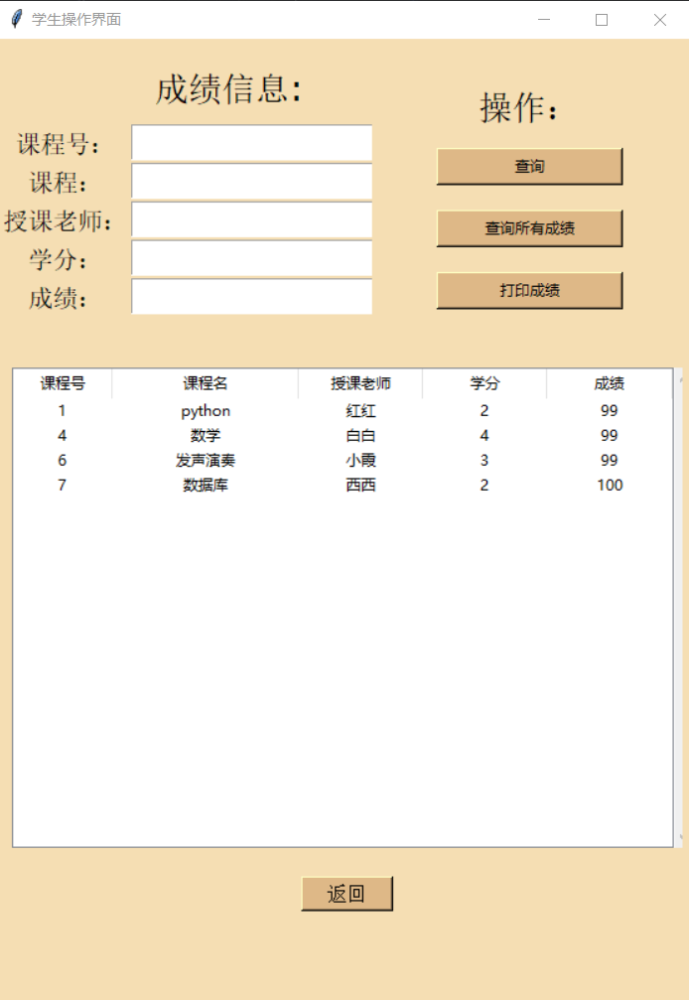 学生操作界面
成绩信息:
操作:
课程号:
课程:
授课老师:
学分:
成绩:
查询
查询所有成绩
打印成绩
课程号 课程名 授课老师 学分 成绩
1 python 红红 2 99
4 数学 白白 4 99
6 发声演奏 小霞 3 99
7 数据库 西西 2 100
返回